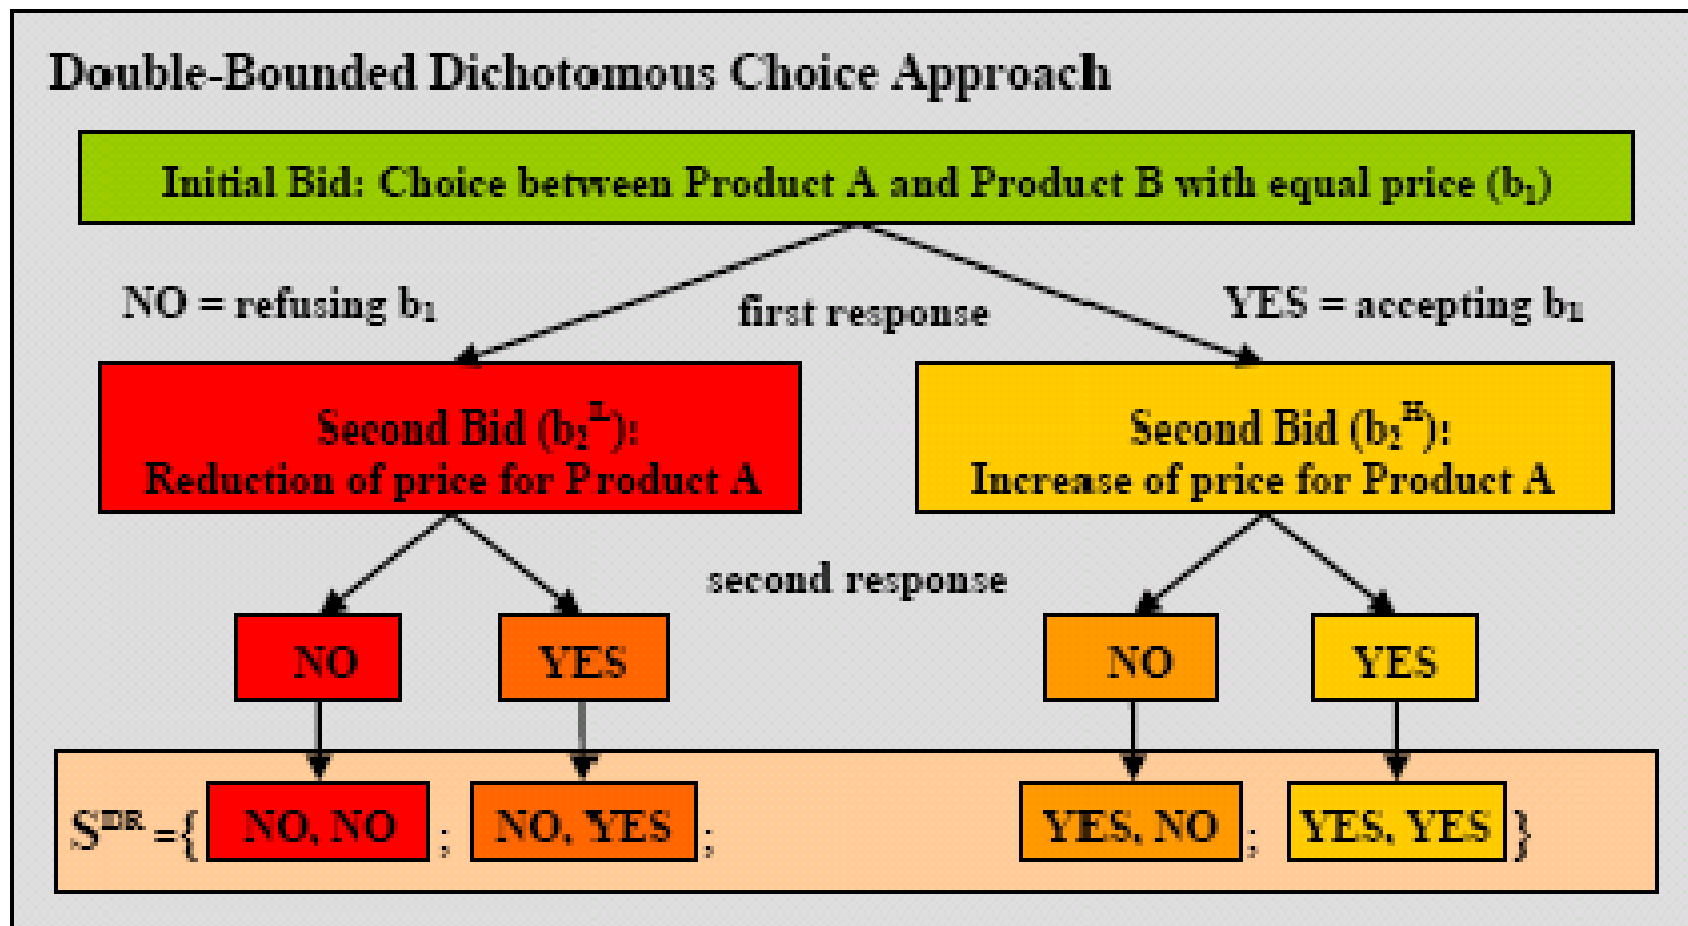 Double-Bounded Dichotomous Choice Approach
Initial Bid: Choice between Product A and Product B with equal price (b₁)
NO = refusing b₁
first response
YES = accepting b₁
Second Bid (b₂ᴸ):
Reduction of price for Product A
Second Bid (b₂ᴴ):
Increase of price for Product A
second response
NO
YES
NO
YES
S ={ NO, NO ; NO, YES ; YES, NO ; YES, YES }